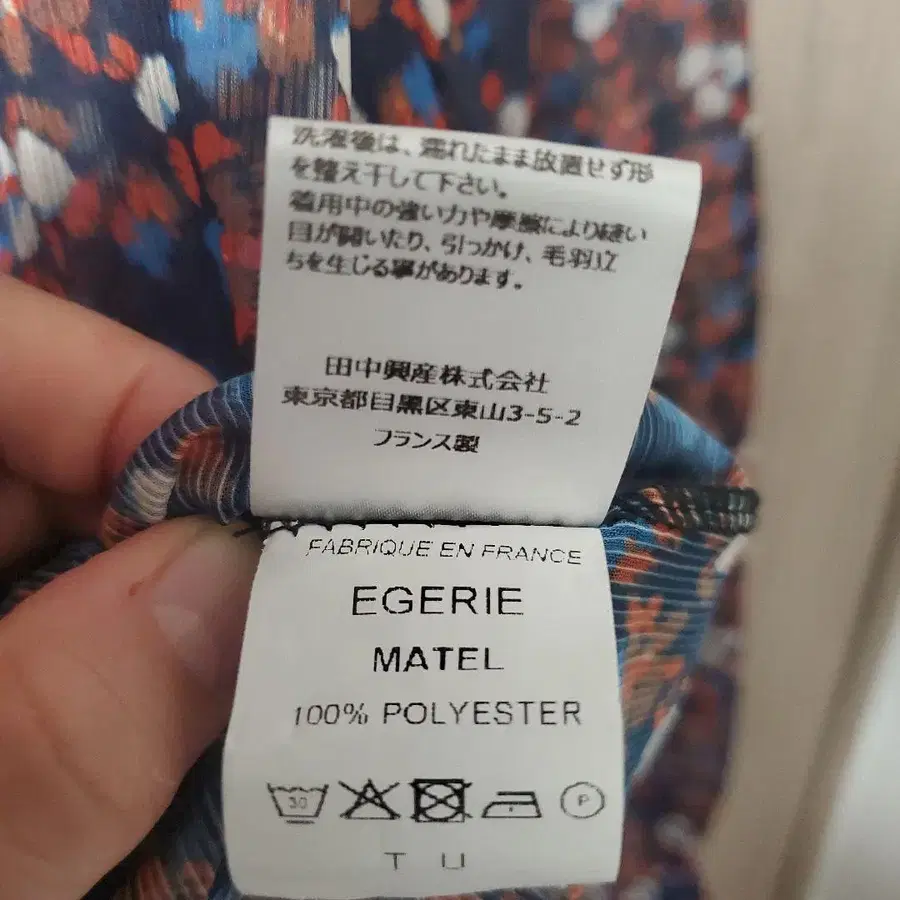 洗濯後は、濡れたまま放置せず形
を整え干して下さい。
着用中の強い力や摩擦により縫い
目が開いたり、引っかけ、毛羽立
ちを生じる事があります。
田中興産株式会社
東京都目黒区東山3-5-2
フランス製
FABRIQUE EN FRANCE
EGERIE
MATEL
100% POLYESTER
30
P
T U